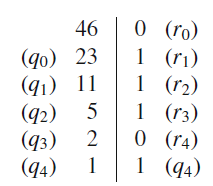 46 0 (r₀)
(q₀) 23 1 (r₁)
(q₁) 11 1 (r₂)
(q₂) 5 1 (r₃)
(q₃) 2 0 (r₄)
(q₄) 1 1 (q₄)